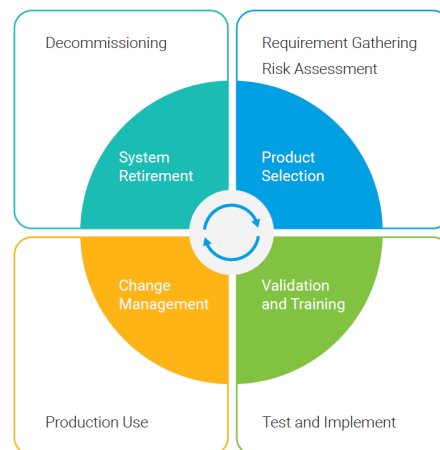 Decommissioning
Requirement Gathering
Risk Assessment
System
Retirement
Product
Selection
Change
Management
Validation
and Training
Production Use
Test and Implement